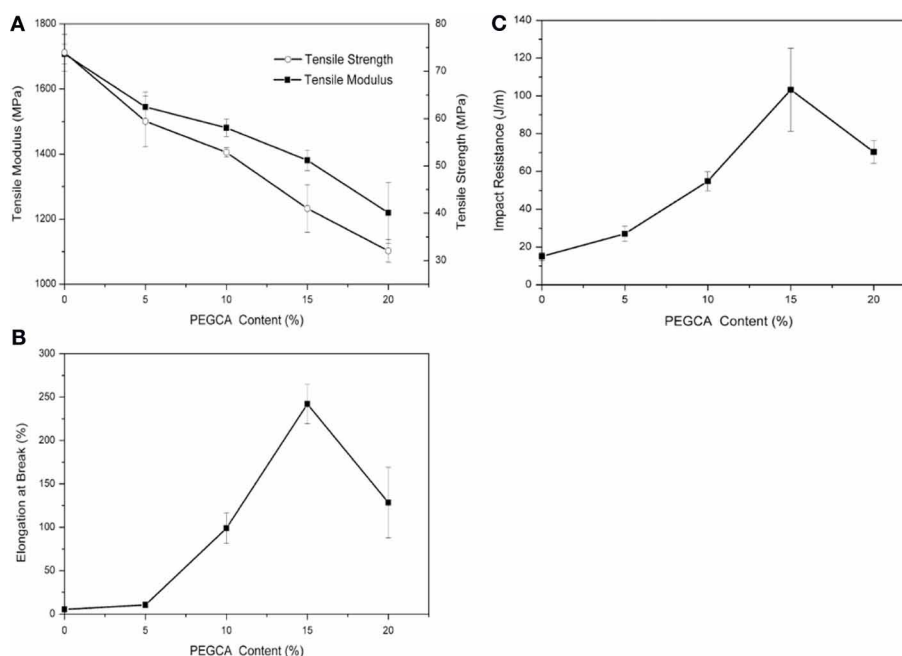 A
1800
1600
1400
1200
1000
Tensile Modulus (MPa)
80
70
60
50
40
30
Tensile Strength (MPa)
Tensile Strength
Tensile Modulus
0 5 10 15 20
PEGCA Content (%)
C
140
120
100
80
60
40
20
0
Impact Resistance (J/m)
0 5 10 15 20
PEGCA Content (%)
B
300
250
200
150
100
50
0
Elongation at Break (%)
0 5 10 15 20
PEGCA Content (%)